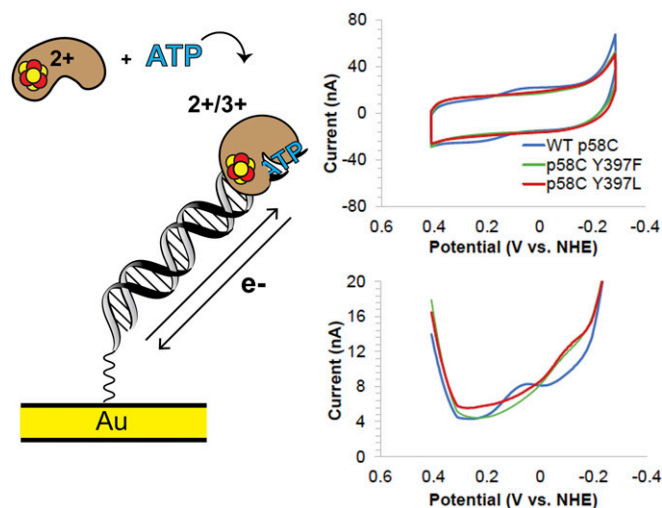 2+ + ATP
2+/3+
ATP
e-
Au
80
40
0
-40
-80
Current (nA)
WT p58C
p58C Y397F
p58C Y397L
0.6 0.4 0.2 0 -0.2 -0.4
Potential (V vs. NHE)
20
16
12
8
4
0
Current (nA)
0.6 0.4 0.2 0 -0.2 -0.4
Potential (V vs. NHE)